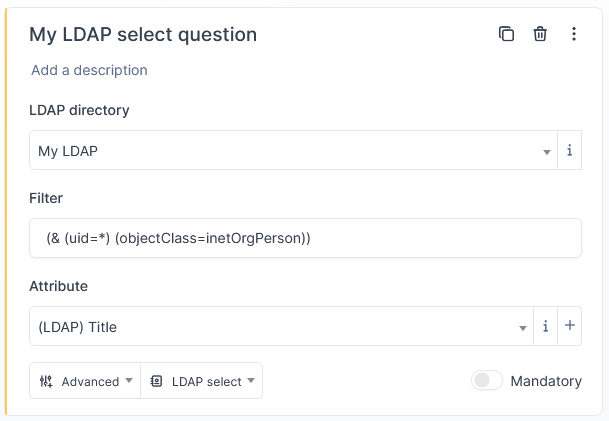 My LDAP select question
Add a description
LDAP directory
My LDAP
i
Filter
(& (uid=*) (objectClass=inetOrgPerson))
Attribute
(LDAP) Title
i +
Advanced LDAP select Mandatory